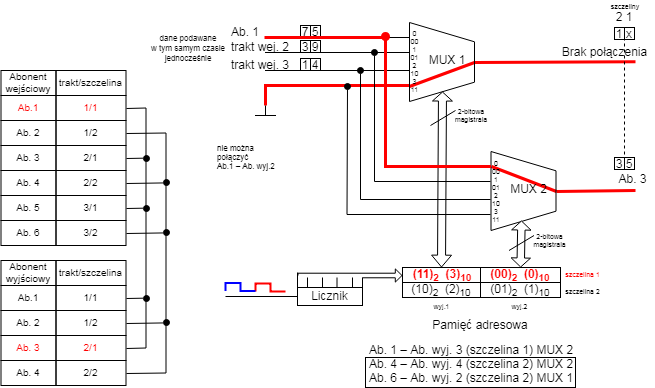 szczeliny
2 1
1 x
dane podawane
w tym samym czasie
jednocześnie
Ab. 1 7 5
trakt wej. 2 3 9
trakt wej. 3 1 4
0
00
1
01
2
10
3
11
MUX 1
Brak połączenia
2-bitowa
magistrala
nie można
połączyć
Ab.1 – Ab. wyj.2
Abonent
wejściowy
trakt/szczelina
Ab.1 1/1
Ab. 2 1/2
Ab. 3 2/1
Ab. 4 2/2
Ab. 5 3/1
Ab. 6 3/2
0
00
1
01
2
10
3
11
MUX 2
3 5
Ab. 3
2-bitowa
magistrala
Abonent
wejściowy
trakt/szczelina
Ab.1 1/1
Ab. 2 1/2
Ab. 3 2/1
Ab. 4 2/2
Licznik
(11)2 (3)10 (00)2 (0)10 szczelina 1
(10)2 (2)10 (01)2 (1)10 szczelina 2
wyj.1 wyj.2
Pamięć adresowa
Ab. 1 – Ab. wyj. 3 (szczelina 1) MUX 2
Ab. 4 – Ab. wyj. 4 (szczelina 2) MUX 2
Ab. 6 – Ab. wyj. 2 (szczelina 2) MUX 1